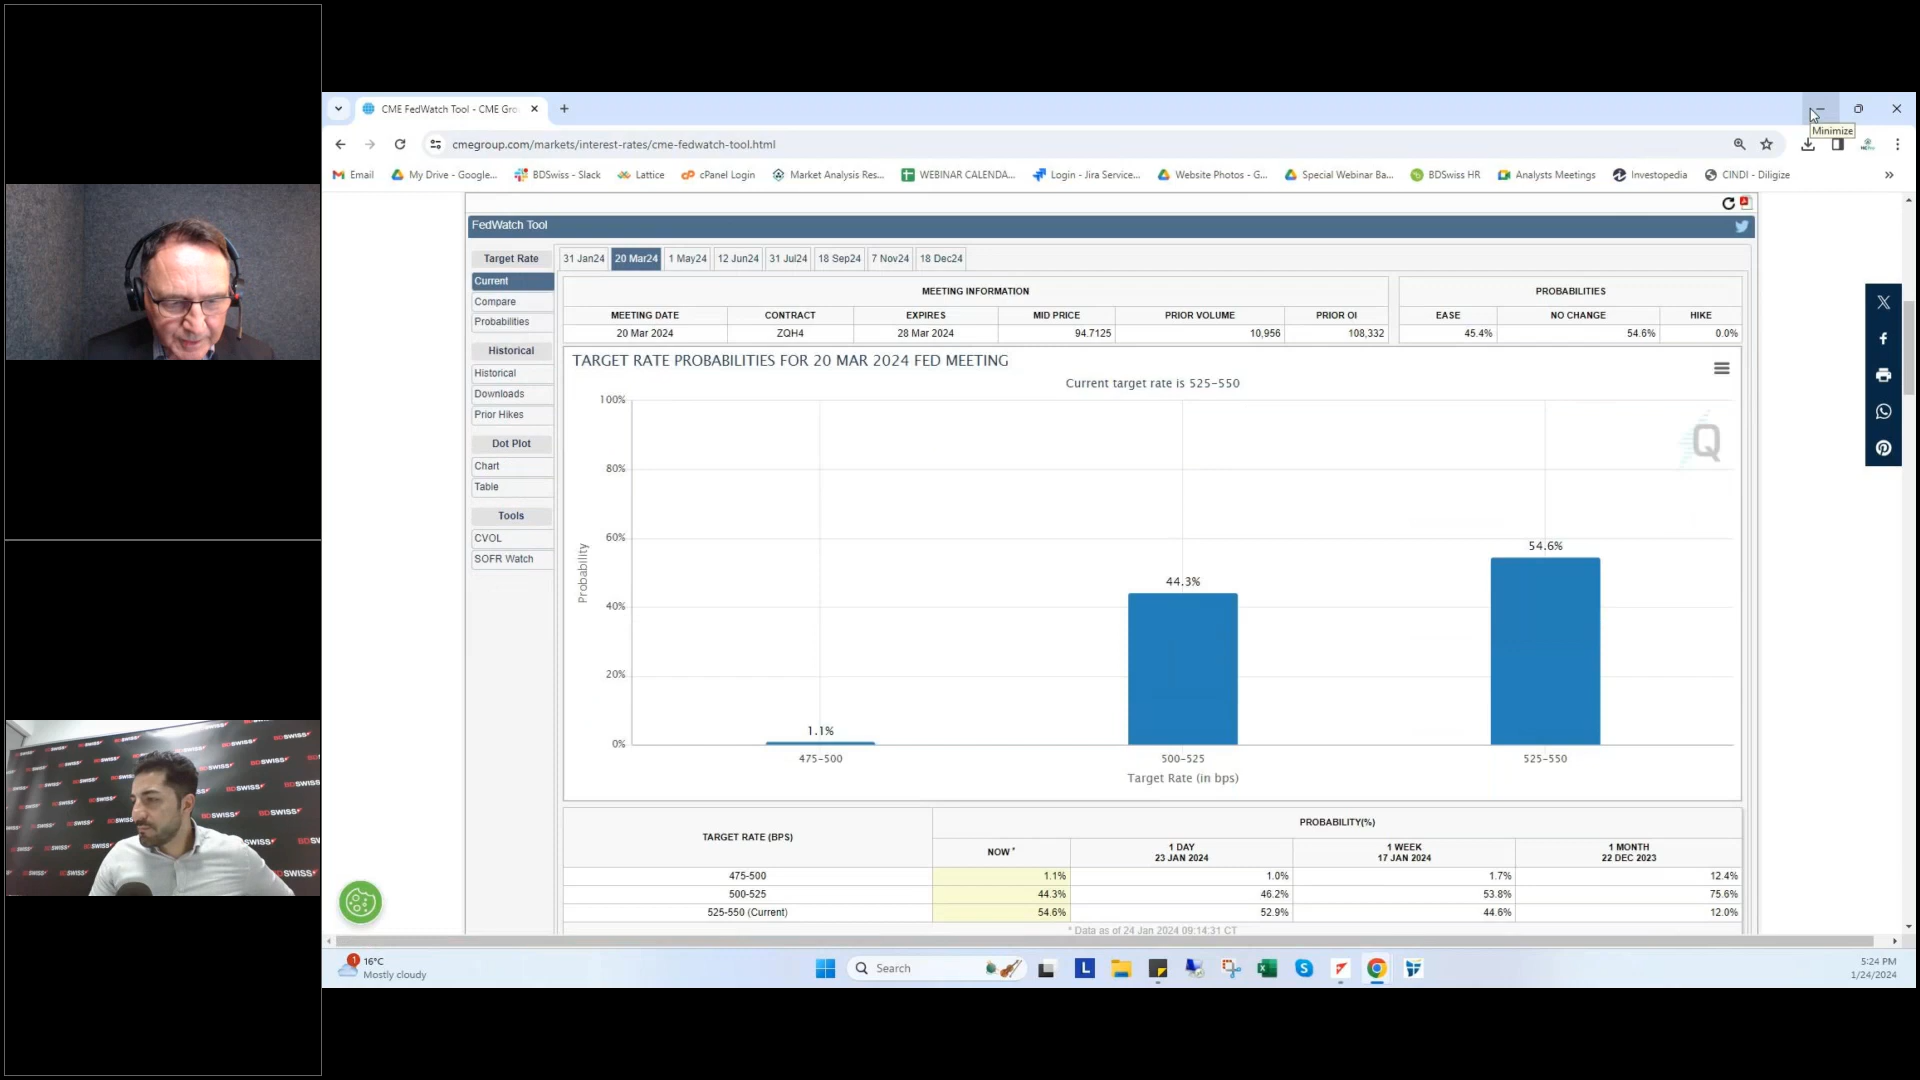 CME FedWatch Tool - CME Gro
Minimize
cmegroup.com/markets/interest-rates/cme-fedwatch-tool.html
Email
My Drive - Google...
BDSwiss - Slack
Lattice
cPanel Login
Market Analysis Res...
WEBINAR CALENDA...
Login - Jira Service...
Website Photos - G...
Special Webinar Ba...
BDSwiss HR
Analysts Meetings
Investopedia
CINDI - Diligize
FedWatch Tool
Target Rate
Current
Compare
Probabilities
Historical
Historical
Downloads
Prior Hikes
Dot Plot
Chart
Table
Tools
CVOL
SOFR Watch
31 Jan24 20 Mar24 1 May24 12 Jun24 31 Jul24 18 Sep24 7 Nov24 18 Dec24
MEETING INFORMATION
MEETING DATE CONTRACT EXPIRES MID PRICE PRIOR VOLUME PRIOR OI
20 Mar 2024 ZQH4 28 Mar 2024 94.7125 10,956 108,332
PROBABILITIES
EASE NO CHANGE HIKE
45.4% 54.6% 0.0%
TARGET RATE PROBABILITIES FOR 20 MAR 2024 FED MEETING
Current target rate is 525-550
Q
Probability
100%
80%
60%
40%
20%
0%
1.1%
44.3%
54.6%
475-500 500-525 525-550
Target Rate (in bps)
TARGET RATE (BPS)
PROBABILITY(%)
NOW *
1 DAY
23 JAN 2024
1 WEEK
17 JAN 2024
1 MONTH
22 DEC 2023
475-500 1.1% 1.0% 1.7% 12.4%
500-525 44.3% 46.2% 53.8% 75.6%
525-550 (Current) 54.6% 52.9% 44.6% 12.0%
* Data as of 24 Jan 2024 09:14:31 CT
1
16°C
Mostly cloudy
Search
L
5:24 PM
1/24/2024
BDSWISS